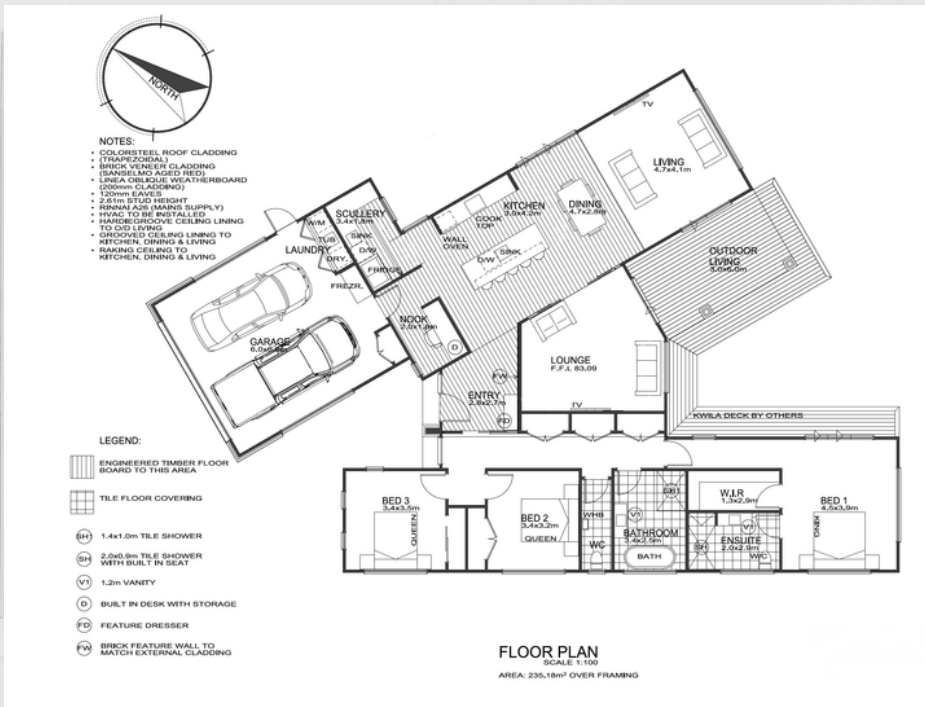 NORTH
NOTES:
• COLORSTEEL ROOF CLADDING
• (TRAPEZOIDAL)
• BRICK VENEER CLADDING
(SANSELMO AGED RED)
• LINEA OBLIQUE WEATHERBOARD
(200mm CLADDING)
• 120mm EAVES
• 2.61m STUD HEIGHT
• RINNAI A26 (MAINS SUPPLY)
• HVAC TO BE INSTALLED
• HARDIEGROOVE CEILING LINING
TO O/D LIVING
• GROOVED CEILING LINING TO
KITCHEN, DINING & LIVING
• RAKING CEILING TO
KITCHEN, DINING & LIVING
TV
LIVING
4.7x4.1m
KITCHEN
3.0x4.2m
DINING
4.7x2.8m
COOK
TOP
WALL
OVEN
SINK
D/W
SCULLERY
3.4x1.8m
SINK
D/W
FRIDGE
W/M
TUB
LAUNDRY
DRY.
FREZR.
OUTDOOR
LIVING
3.0x6.0m
NOOK
D
GARAGE
LOUNGE
F.F.L 83.09
TV
FW
ENTRY
2.8x2.7m
FD
KWILA DECK BY OTHERS
BED 3
3.4x3.5m
QUEEN
BED 2
3.4x3.2m
QUEEN
WHB
WC
SH1
V1
BATHROOM
3.4x2.5m
BATH
W.I.R
1.3x2.9m
V1
ENSUITE
2.0x2.9m
SH
WC
BED 1
4.5x3.9m
KING
LEGEND:
ENGINEERED TIMBER FLOOR
BOARD TO THIS AREA
TILE FLOOR COVERING
SH1 1.4x1.0m TILE SHOWER
SH 2.0x0.9m TILE SHOWER
WITH BUILT IN SEAT
V1 1.2m VANITY
D BUILT IN DESK WITH STORAGE
FD FEATURE DRESSER
FW BRICK FEATURE WALL TO
MATCH EXTERNAL CLADDING
FLOOR PLAN
SCALE 1:100
AREA: 235.18m² OVER FRAMING